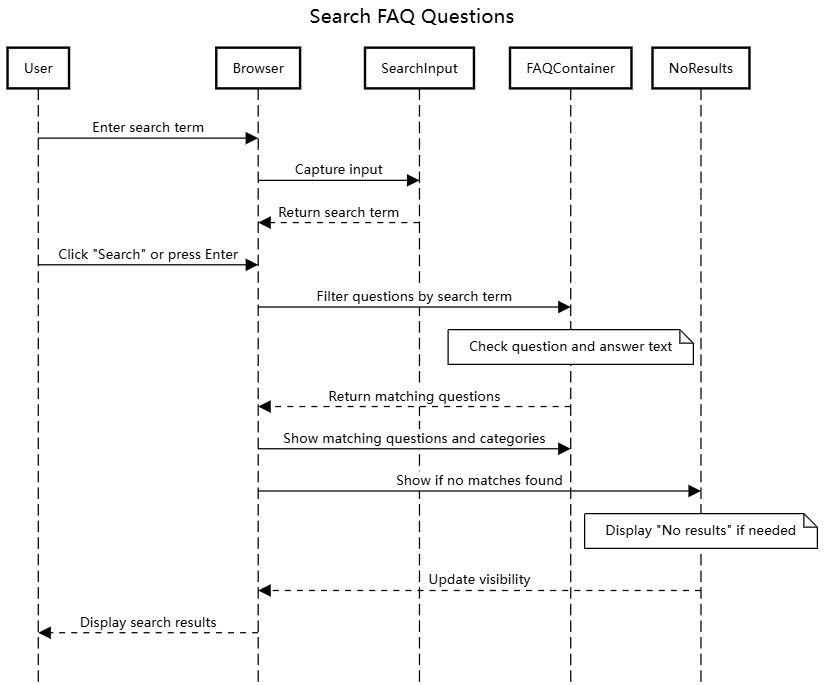 Search FAQ Questions
User
Browser
SearchInput
FAQContainer
NoResults
Enter search term
Capture input
Return search term
Click "Search" or press Enter
Filter questions by search term
Check question and answer text
Return matching questions
Show matching questions and categories
Show if no matches found
Display "No results" if needed
Update visibility
Display search results